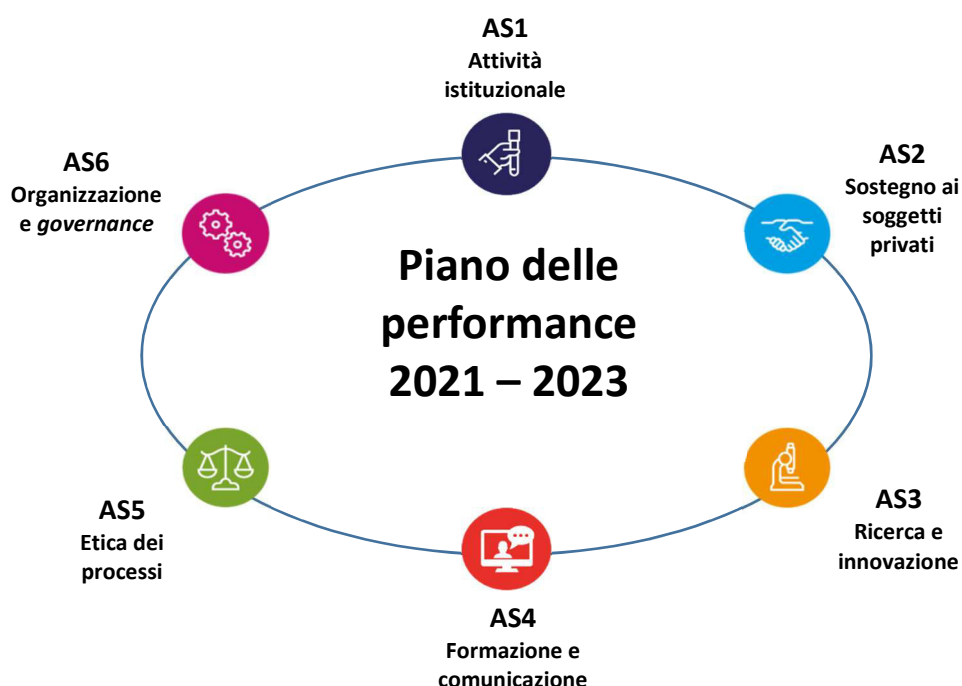 AS1
Attività
istituzionale
AS2
Sostegno ai
soggetti
privati
AS6
Organizzazione
e governance
Piano delle
performance
2021 – 2023
AS3
Ricerca e
innovazione
AS5
Etica dei
processi
AS4
Formazione e
comunicazione